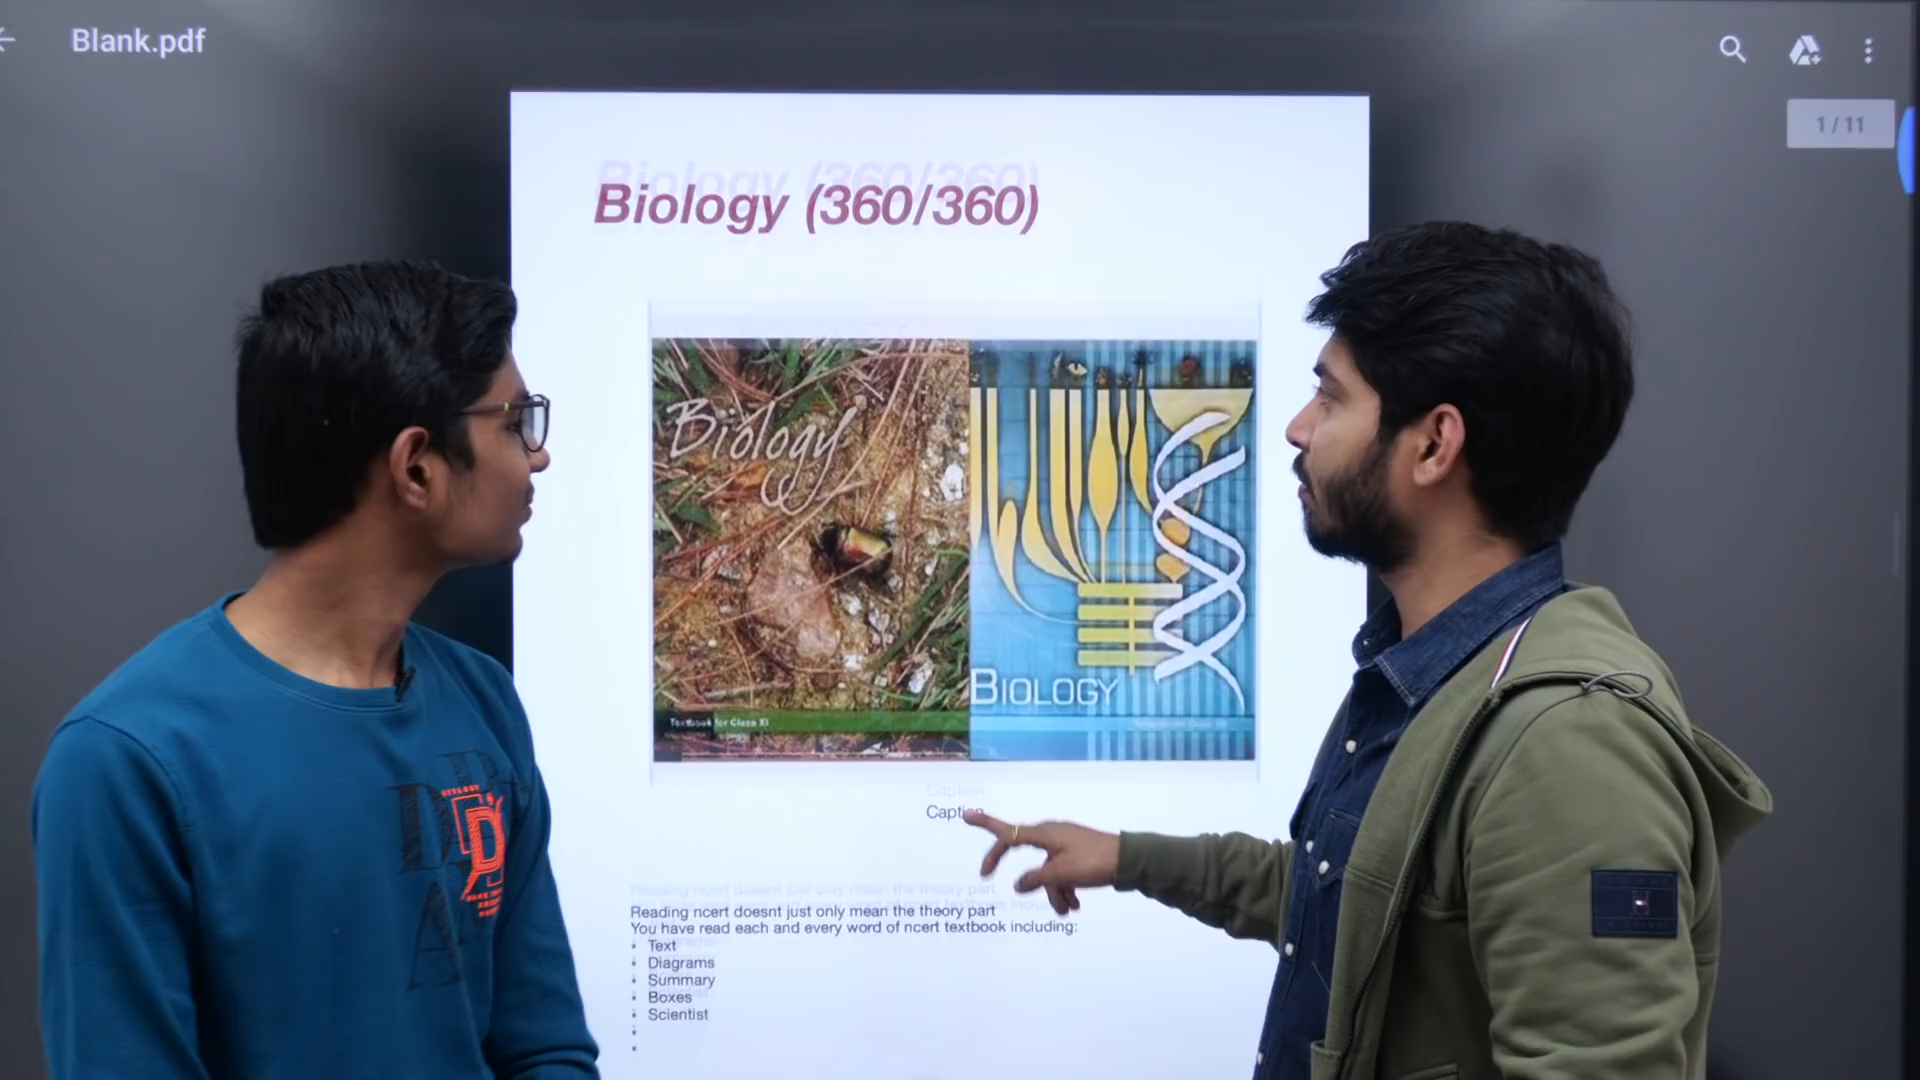 Blank.pdf
1 / 11
Biology (360/360)
Biology
Textbook for Class XI
BIOLOGY
Caption
Reading ncert doesnt just only mean the theory part
You have read each and every word of ncert textbook including:
• Text
• Diagrams
• Summary
• Boxes
• Scientist
•
•